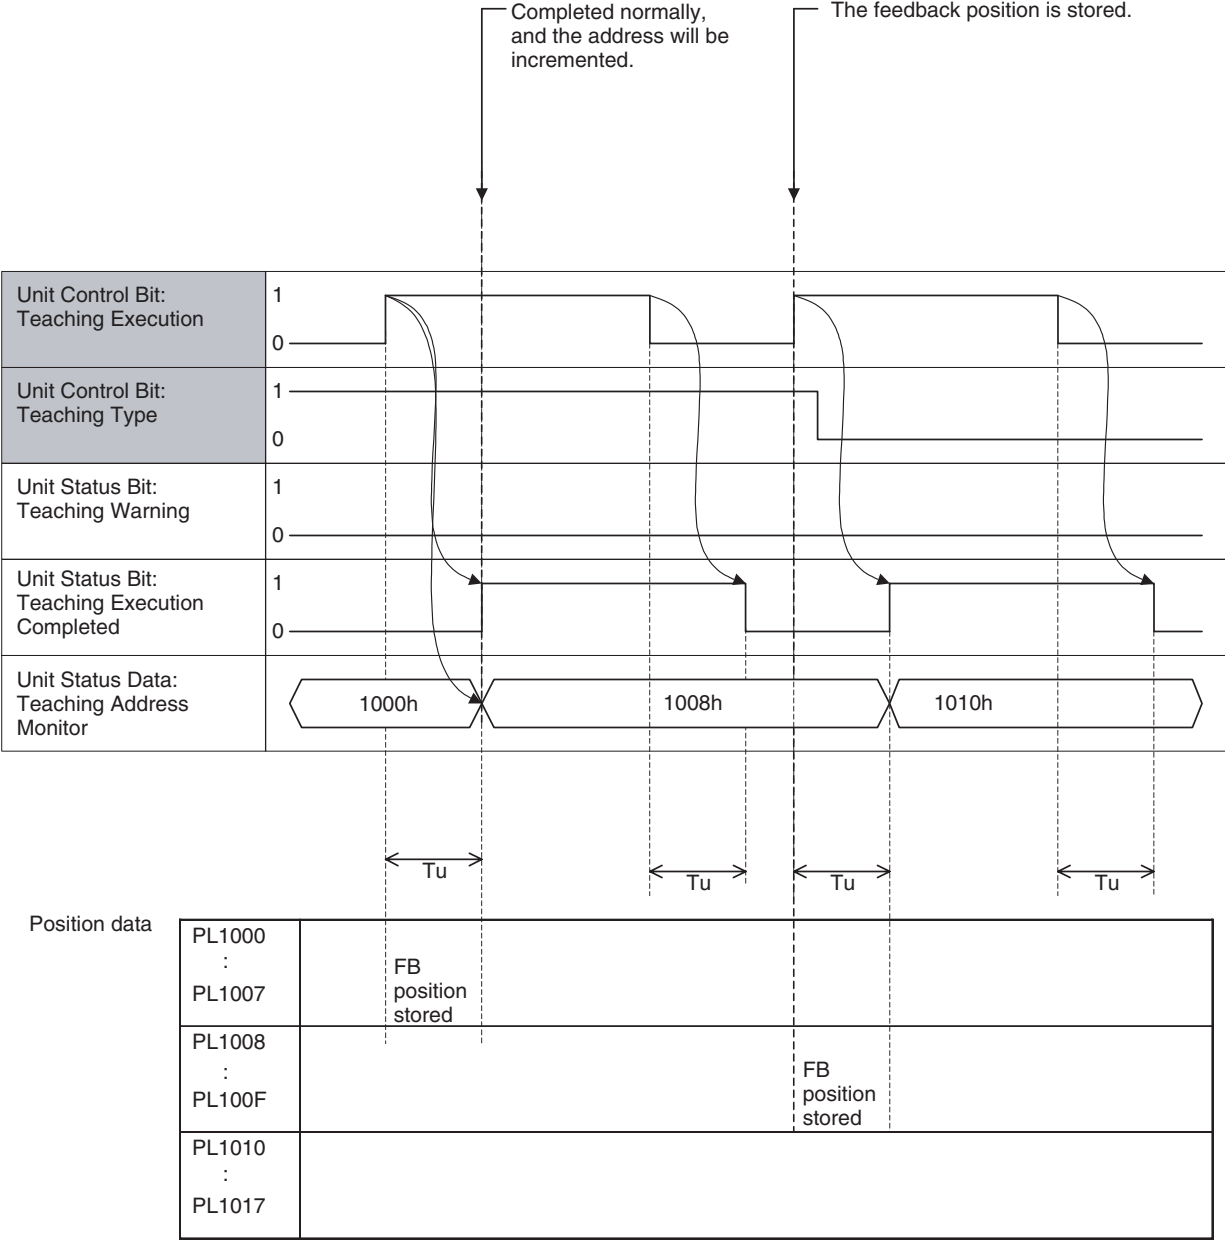 Completed normally,
and the address will be
incremented.
The feedback position is stored.
Unit Control Bit:
Teaching Execution
1
0
Unit Control Bit:
Teaching Type
1
0
Unit Status Bit:
Teaching Warning
1
0
Unit Status Bit:
Teaching Execution
Completed
1
0
Unit Status Data:
Teaching Address
Monitor
1000h
1008h
1010h
Tu
Tu
Tu
Tu
Position data
PL1000
:
PL1007
FB
position
stored
PL1008
:
PL100F
FB
position
stored
PL1010
:
PL1017